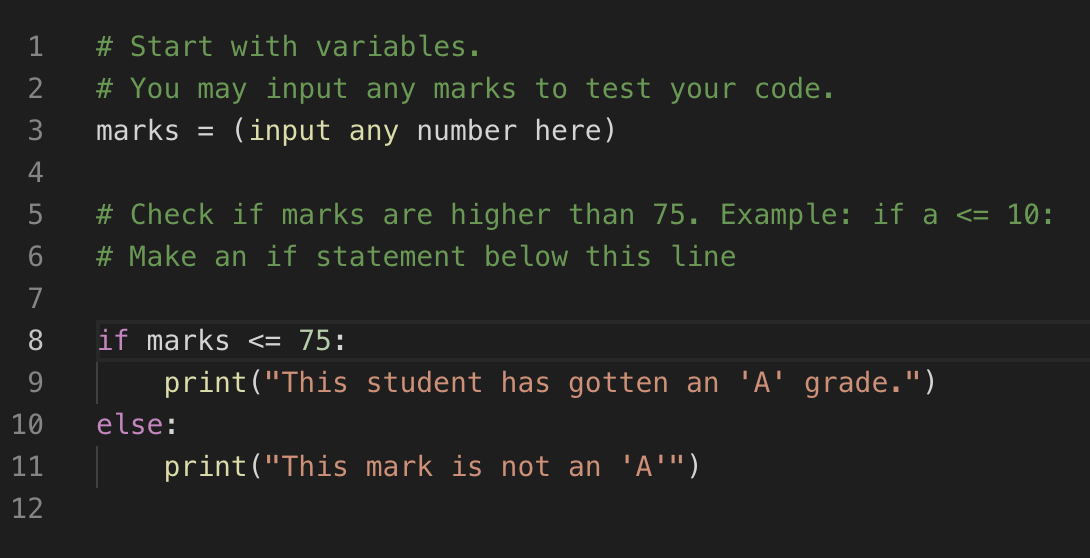 1 # Start with variables.
2 # You may input any marks to test your code.
3 marks = (input any number here)
4
5 # Check if marks are higher than 75. Example: if a <= 10:
6 # Make an if statement below this line
7
8 if marks <= 75:
9     print("This student has gotten an 'A' grade.")
10 else:
11     print("This mark is not an 'A'")
12